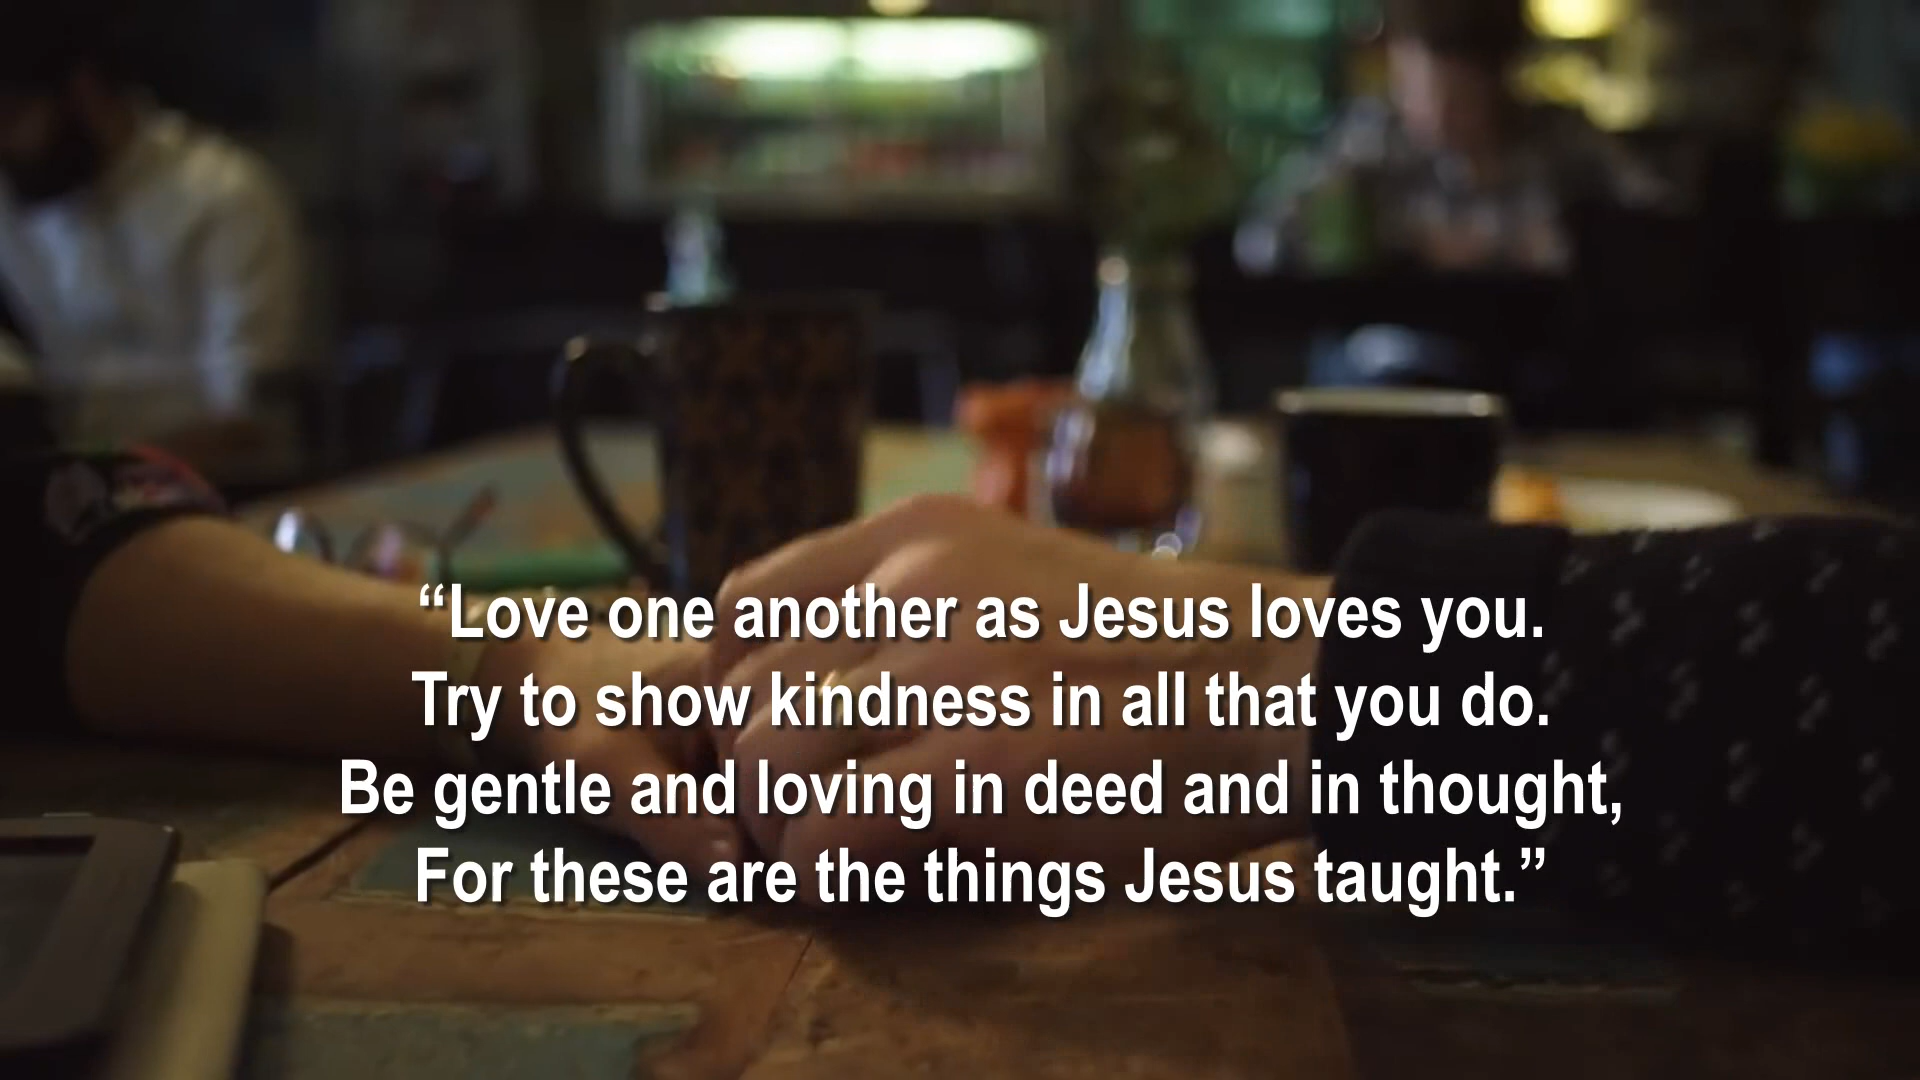 “Love one another as Jesus loves you.
Try to show kindness in all that you do.
Be gentle and loving in deed and in thought,
For these are the things Jesus taught.”